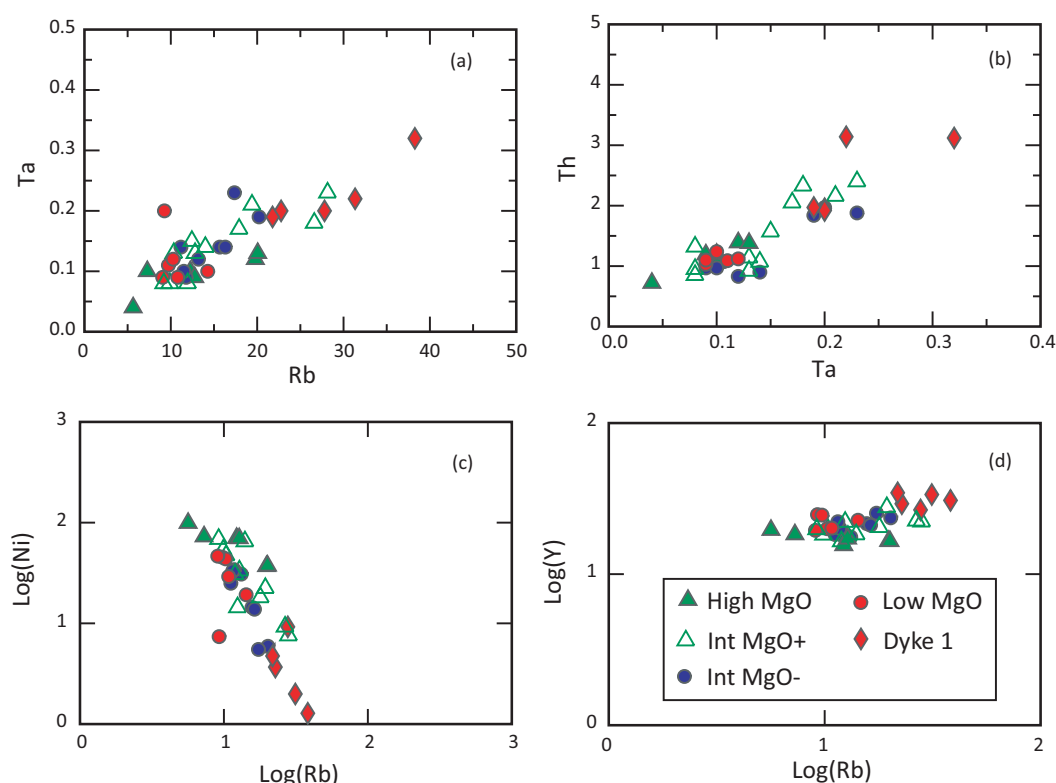 0.5
0.4
0.3
0.2
0.1
0.0
Ta
(a)
0
10
20
30
40
50
Rb
5
4
3
2
1
0
Th
(b)
0.0
0.1
0.2
0.3
0.4
Ta
3
2
1
0
Log(Ni)
(c)
0
1
2
3
Log(Rb)
2
1
0
Log(Y)
(d)
High MgO
Low MgO
Int MgO+
Dyke 1
Int MgO-
0
1
2
Log(Rb)